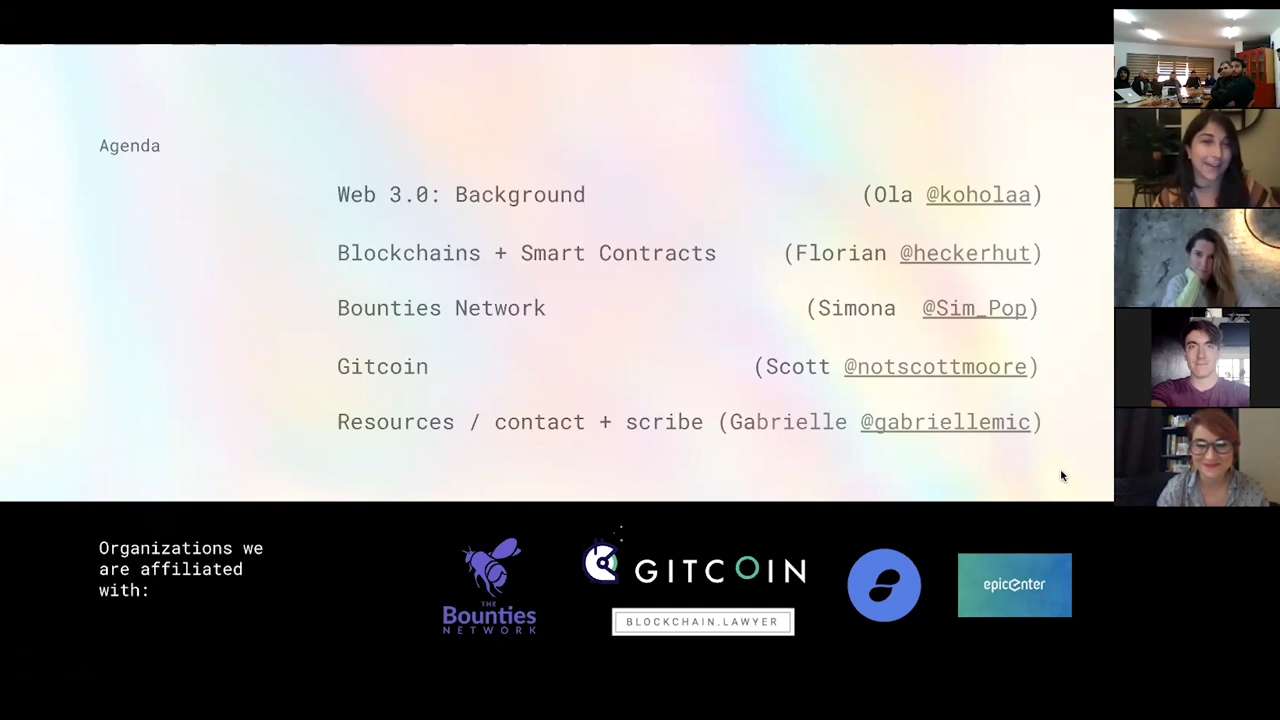 Agenda
Web 3.0: Background (Ola @koholaa)
Blockchains + Smart Contracts (Florian @heckerhut)
Bounties Network (Simona @Sim_Pop)
Gitcoin (Scott @notscottmoore)
Resources / contact + scribe (Gabrielle @gabriellemic)
Organizations we
are affiliated
with:
THE
Bounties
NETWORK
GITCOIN
BLOCKCHAIN.LAWYER
epicenter